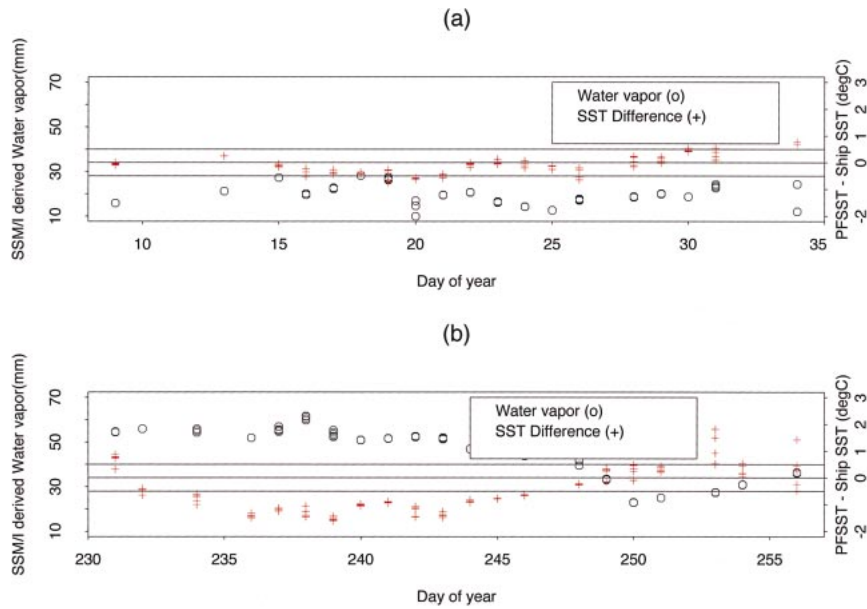 (a)
SSM/I derived Water vapor(mm)
70
50
30
10
Water vapor (o)
SST Difference (+)
3
2
1
0
-2
PFSST - Ship SST (degC)
10
15
20
25
30
35
Day of year
(b)
SSM/I derived Water vapor(mm)
70
50
30
10
Water vapor (o)
SST Difference (+)
3
2
1
0
-2
PFSST - Ship SST (degC)
230
235
240
245
250
255
Day of year